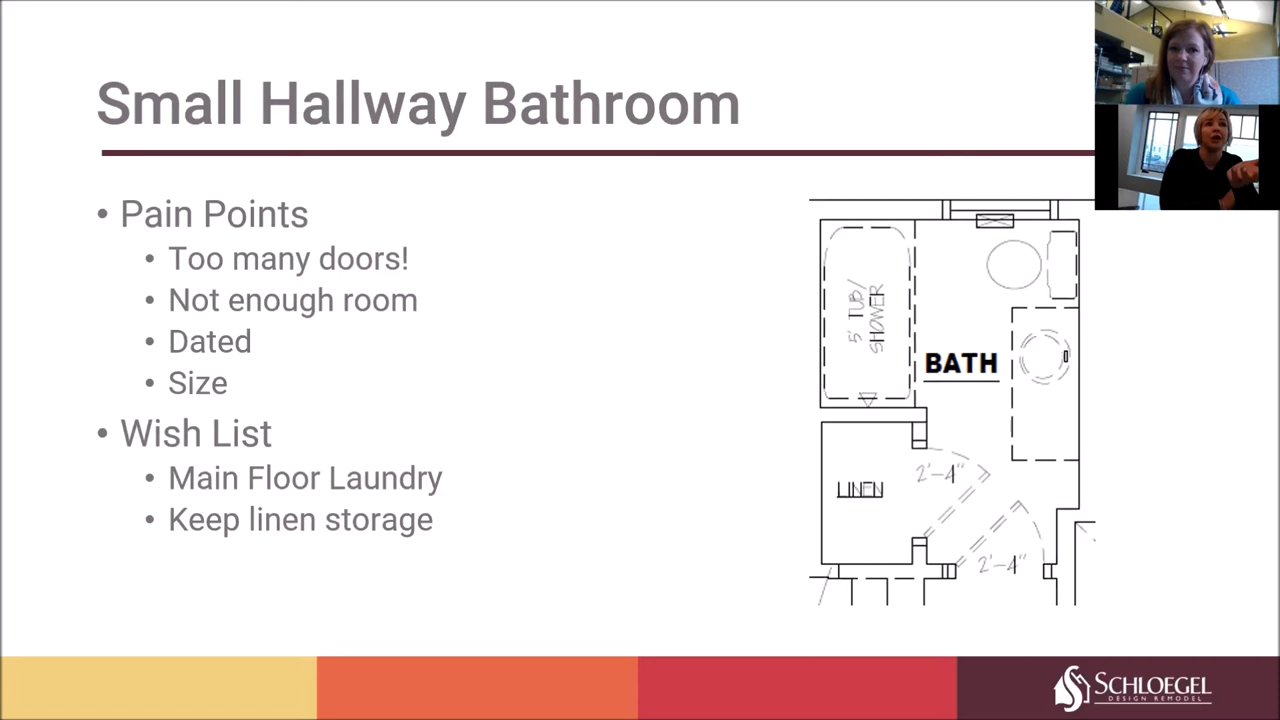 Small Hallway Bathroom
• Pain Points
• Too many doors!
• Not enough room
• Dated
• Size
• Wish List
• Main Floor Laundry
• Keep linen storage
5' TUB/
SHOWER
BATH
2'-4"
LINEN
2'-4"
SCHLOEGEL
DESIGN REMODEL